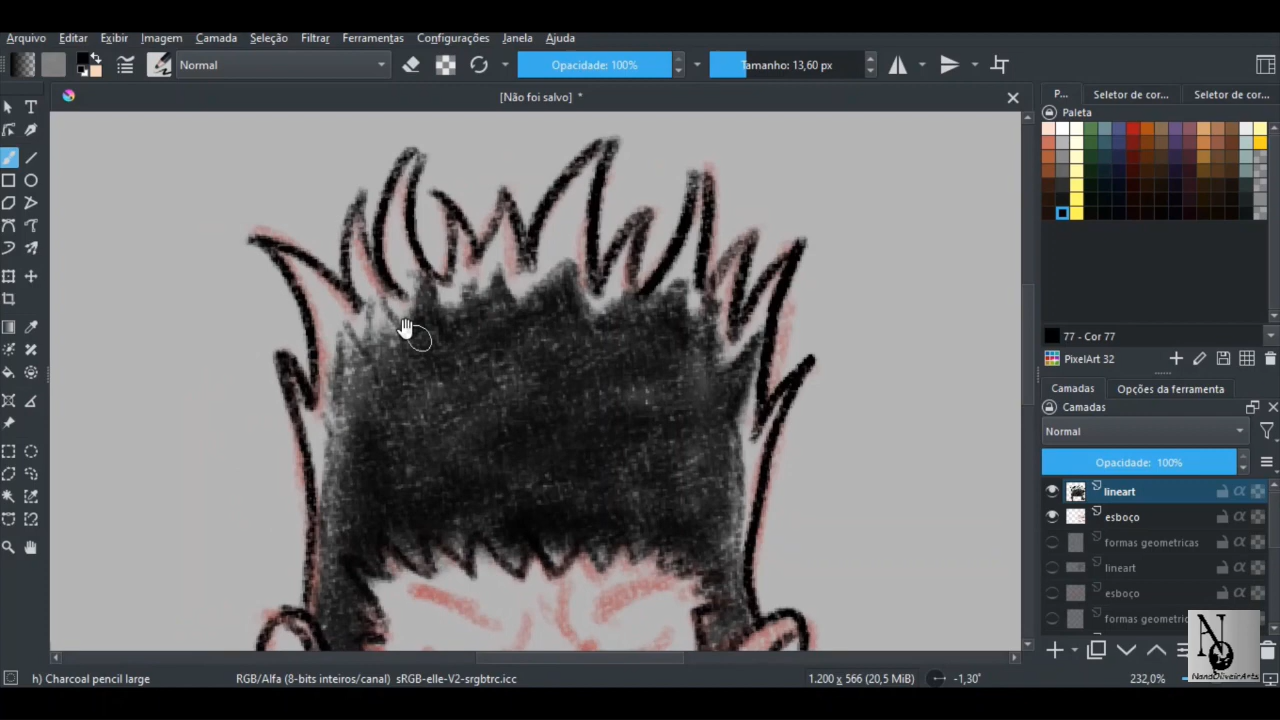 Arquivo Editar Exibir Imagem Camada Seleção Filtrar Ferramentas Configurações Janela Ajuda
Normal Opacidade: 100% Tamanho: 13,60 px
[Não foi salvo] *
P... Seletor de cor... Seletor de cor...
Paleta
77 - Cor 77
PixelArt 32
Camadas Opções da ferramenta
Camadas
Normal
Opacidade: 100%
lineart
esboço
formas geometricas
lineart
esboço
formas geometric
NanaOliveirArts
h) Charcoal pencil large RGB/Alfa (8-bits inteiros/canal) sRGB-elle-V2-srgbtrc.icc 1.200 x 566 (20,5 MiB) -1,30° 232,0%